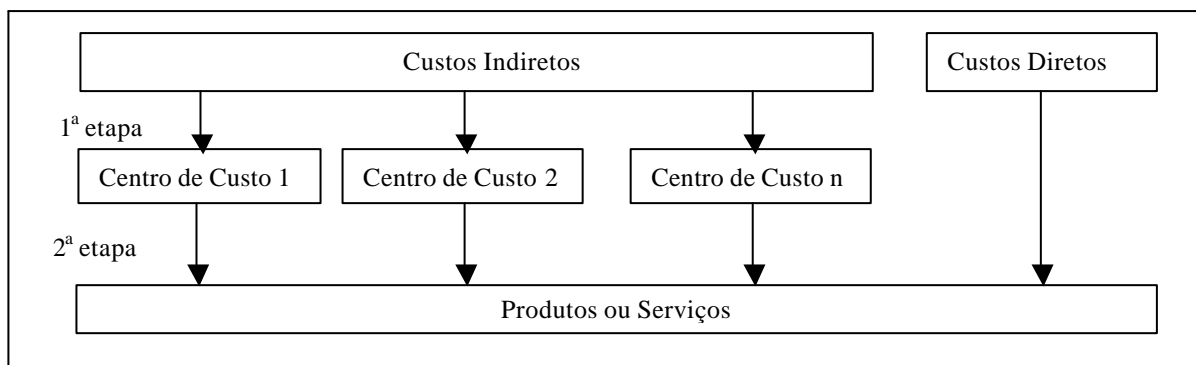 Custos Indiretos
Custos Diretos
1ª etapa
Centro de Custo 1
Centro de Custo 2
Centro de Custo n
2ª etapa
Produtos ou Serviços